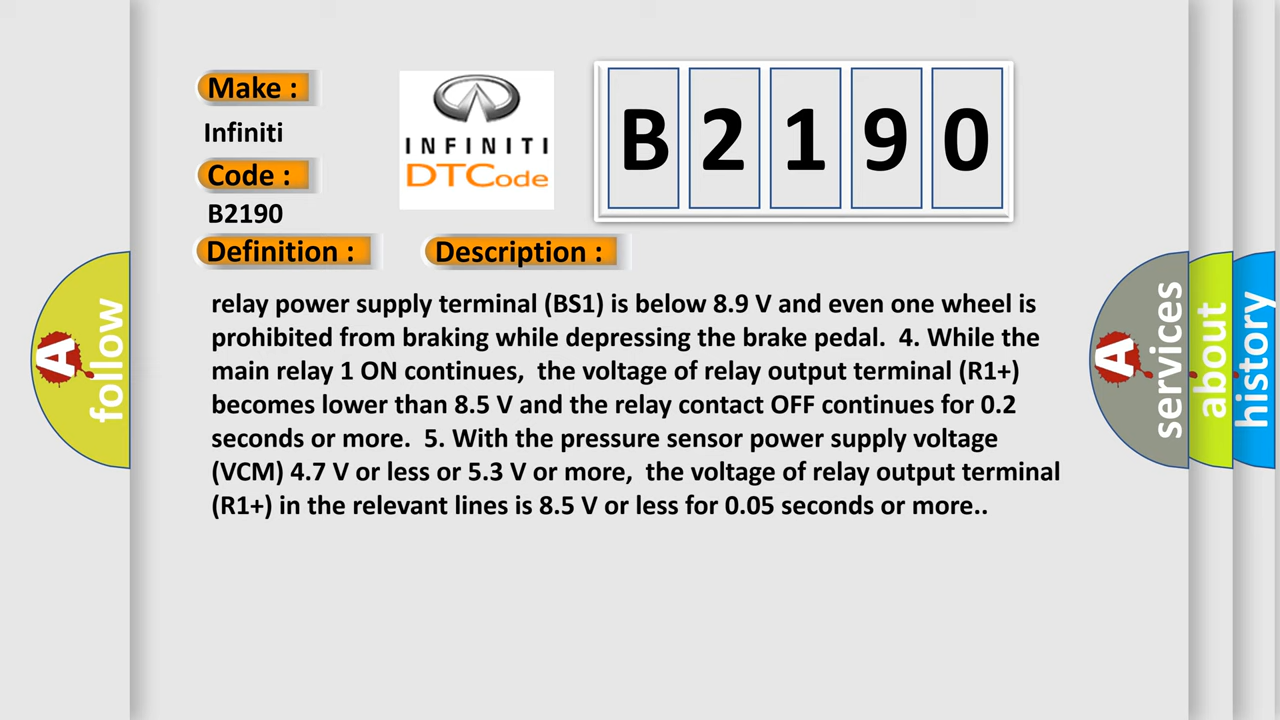 Make :
Infiniti
Code :
B2190
INFINITI
DTCode
B2190
Definition :
Description :
relay power supply terminal (BS1) is below 8.9 V and even one wheel is
prohibited from braking while depressing the brake pedal.  4. While the
main relay 1 ON continues,  the voltage of relay output terminal (R1+)
becomes lower than 8.5 V and the relay contact OFF continues for 0.2
seconds or more.  5. With the pressure sensor power supply voltage
(VCM) 4.7 V or less or 5.3 V or more,  the voltage of relay output terminal
(R1+) in the relevant lines is 8.5 V or less for 0.05 seconds or more..
A
follow
A
services
about
history